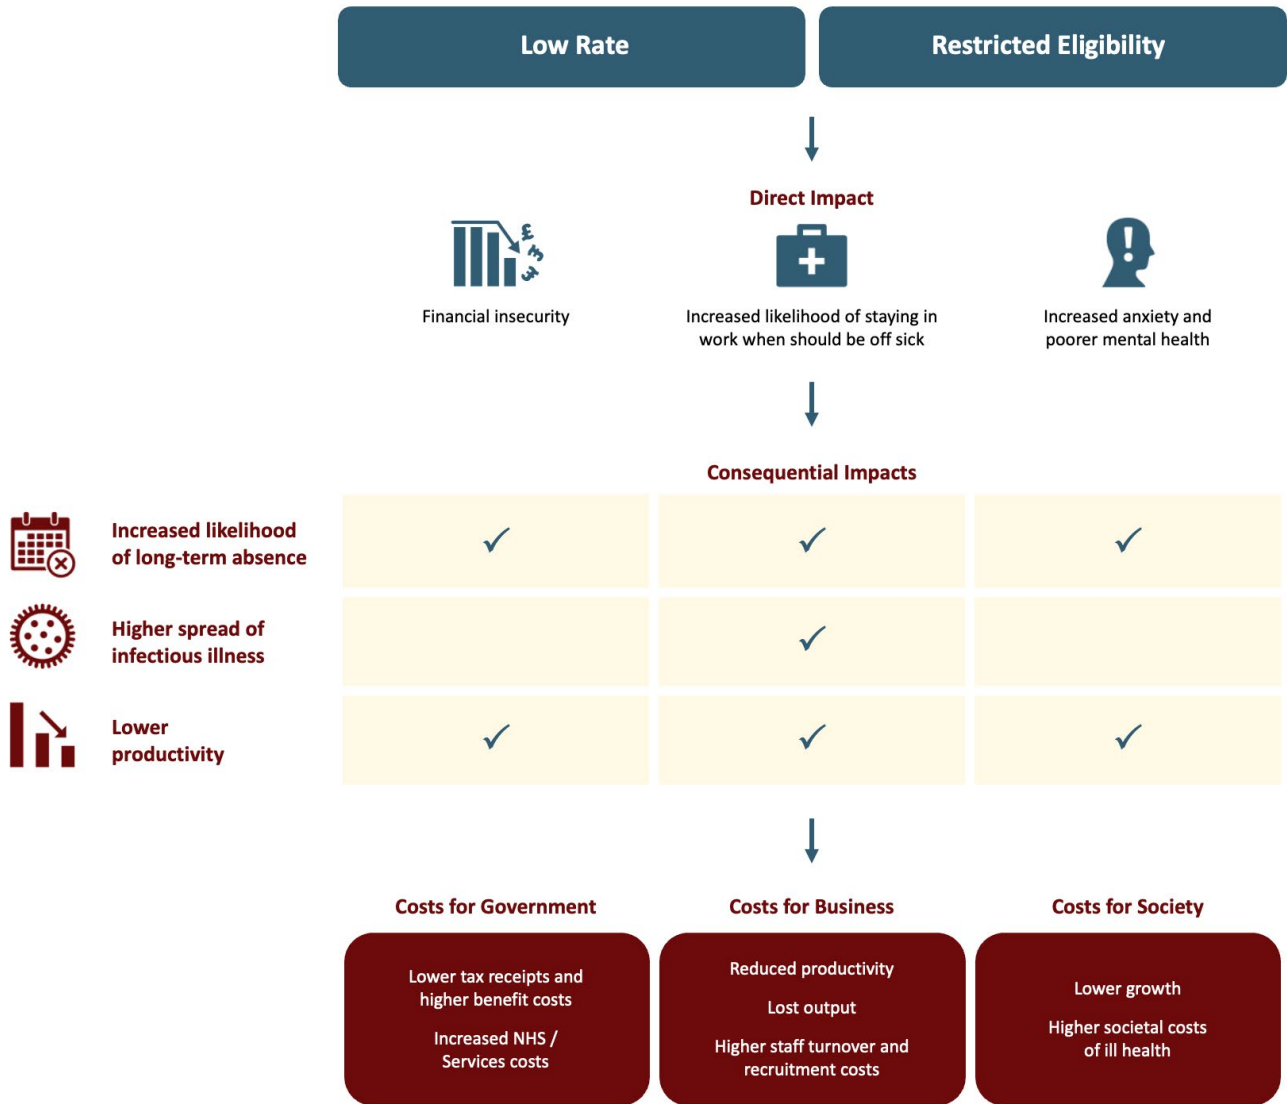 Low Rate
Restricted Eligibility
Direct Impact
£
£
£
Financial insecurity
Increased likelihood of staying in
work when should be off sick
Increased anxiety and
poorer mental health
Consequential Impacts
Increased likelihood
of long-term absence
✓ ✓ ✓
Higher spread of
infectious illness
✓
Lower
productivity
✓ ✓ ✓
Costs for Government
Lower tax receipts and
higher benefit costs
Increased NHS /
Services costs
Costs for Business
Reduced productivity
Lost output
Higher staff turnover and
recruitment costs
Costs for Society
Lower growth
Higher societal costs
of ill health